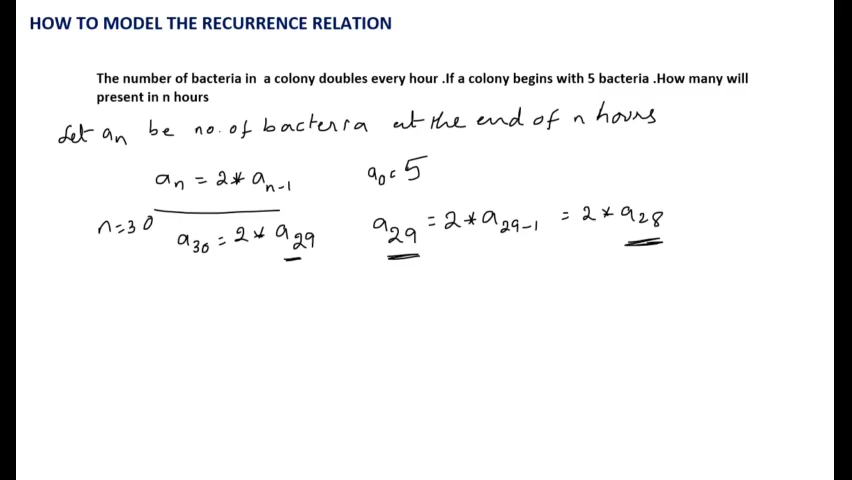 HOW TO MODEL THE RECURRENCE RELATION
The number of bacteria in a colony doubles every hour .If a colony begins with 5 bacteria .How many will
present in n hours
Let an be no. of bacteria at the end of n hours
an = 2* an-1 a0 = 5
n=30 a30 = 2* a29 a29 = 2* a29-1 = 2* a28